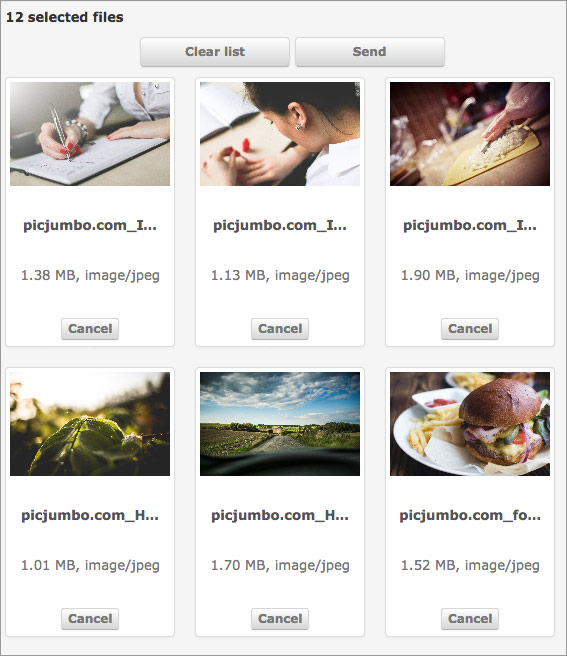 12 selected files
Clear list Send
picjumbo.com_I... picjumbo.com_I... picjumbo.com_I...
1.38 MB, image/jpeg 1.13 MB, image/jpeg 1.90 MB, image/jpeg
Cancel Cancel Cancel
picjumbo.com_H... picjumbo.com_H... picjumbo.com_fo...
1.01 MB, image/jpeg 1.70 MB, image/jpeg 1.52 MB, image/jpeg
Cancel Cancel Cancel